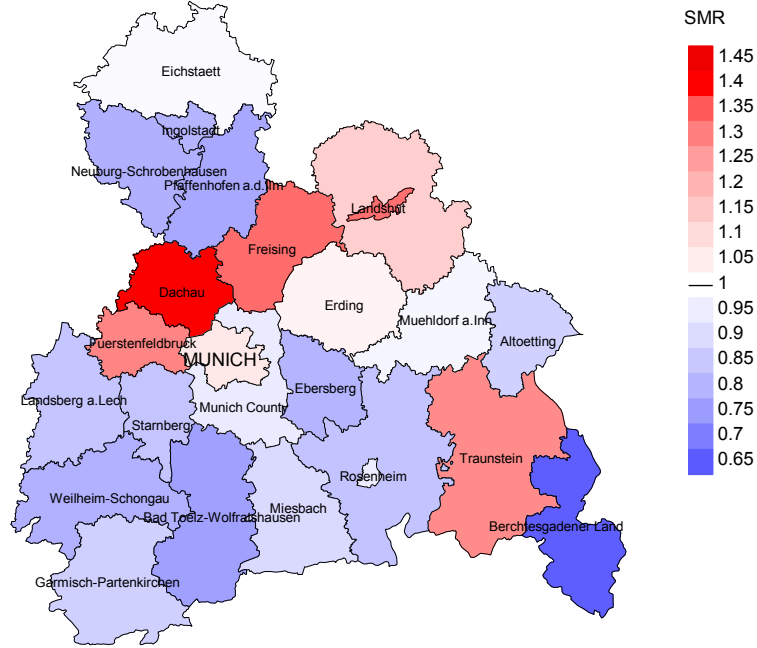 SMR
1.45
1.4
1.35
1.3
1.25
1.2
1.15
1.1
1.05
1
0.95
0.9
0.85
0.8
0.75
0.7
0.65
Eichstaett
Ingolstadt
Neuburg-Schrobenhausen
Pfaffenhofen a.d.Ilm
Landshut
Freising
Dachau
Erding
Muehldorf a.Inn
Altoetting
Fuerstenfeldbruck
MUNICH
Ebersberg
Landsberg a.Lech
Munich County
Starnberg
Traunstein
Rosenheim
Weilheim-Schongau
Miesbach
Bad Toelz-Wolfratshausen
Berchtesgadener Land
Garmisch-Partenkirchen